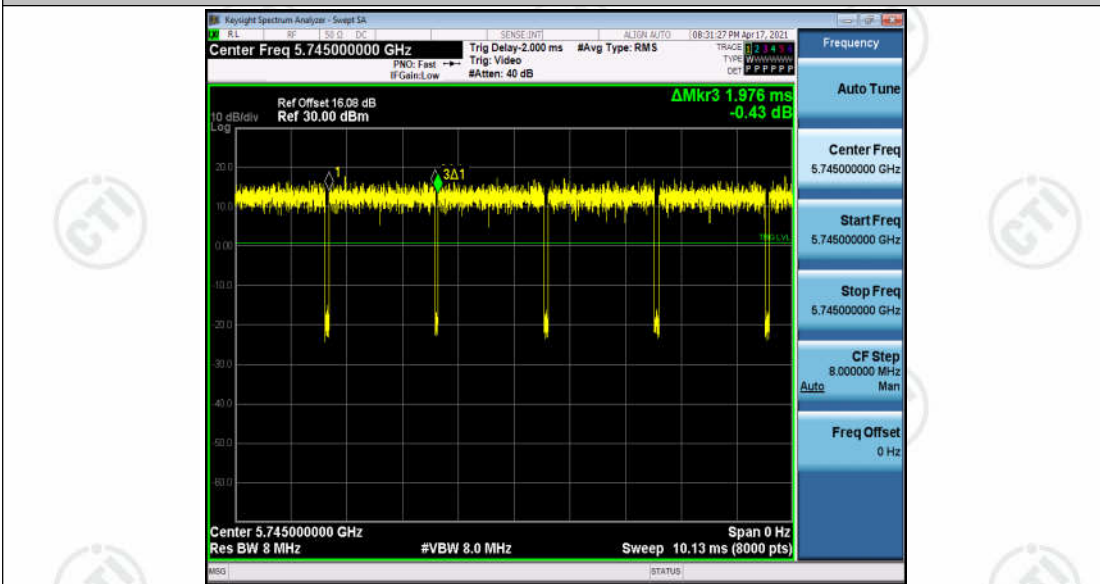 Keysight Spectrum Analyzer - Swept SA
RL RF 50 Ω DC SENSE:INT ALIGN AUTO 08:31:27 PM Apr 17, 2021
Center Freq 5.745000000 GHz
PNO: Fast
IFGain:Low
Trig Delay-2.000 ms
Trig: Video
#Atten: 40 dB
#Avg Type: RMS
TRACE 1 2 3 4 5 6
TYPE WWWWWW
DET P P P P P P
Frequency
ΔMkr3 1.976 ms
-0.43 dB
Ref Offset 16.08 dB
Ref 30.00 dBm
10 dB/div
Log
20.0
10.0
0.00
-10.0
-20.0
-30.0
-40.0
-50.0
-60.0
1
3Δ1
TRIG LVL
Center 5.745000000 GHz
Span 0 Hz
Res BW 8 MHz
#VBW 8.0 MHz
Sweep 10.13 ms (8000 pts)
MSG
STATUS
Auto Tune
Center Freq
5.745000000 GHz
Start Freq
5.745000000 GHz
Stop Freq
5.745000000 GHz
CF Step
8.000000 MHz
Auto Man
Freq Offset
0 Hz
CTI
CTI